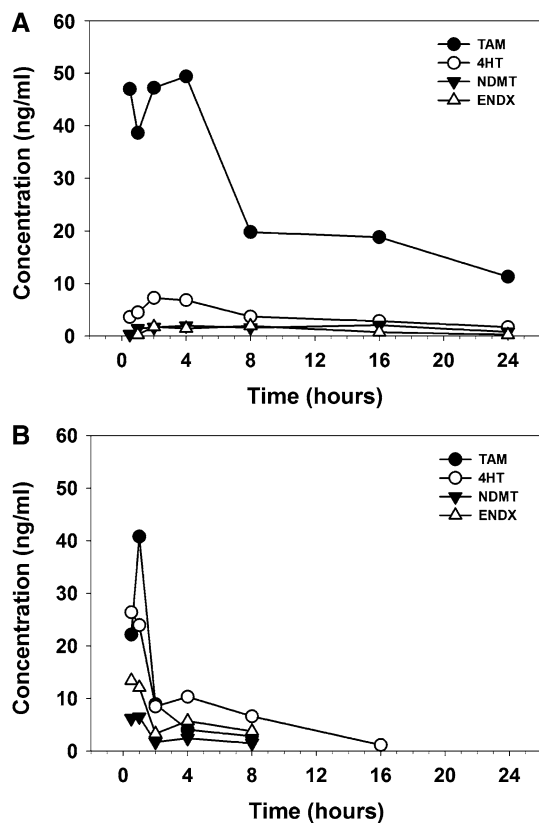 A
60
50
40
30
20
10
0
Concentration (ng/ml)
TAM
4HT
NDMT
ENDX
0 4 8 12 16 20 24
Time (hours)
B
60
50
40
30
20
10
0
Concentration (ng/ml)
TAM
4HT
NDMT
ENDX
0 4 8 12 16 20 24
Time (hours)